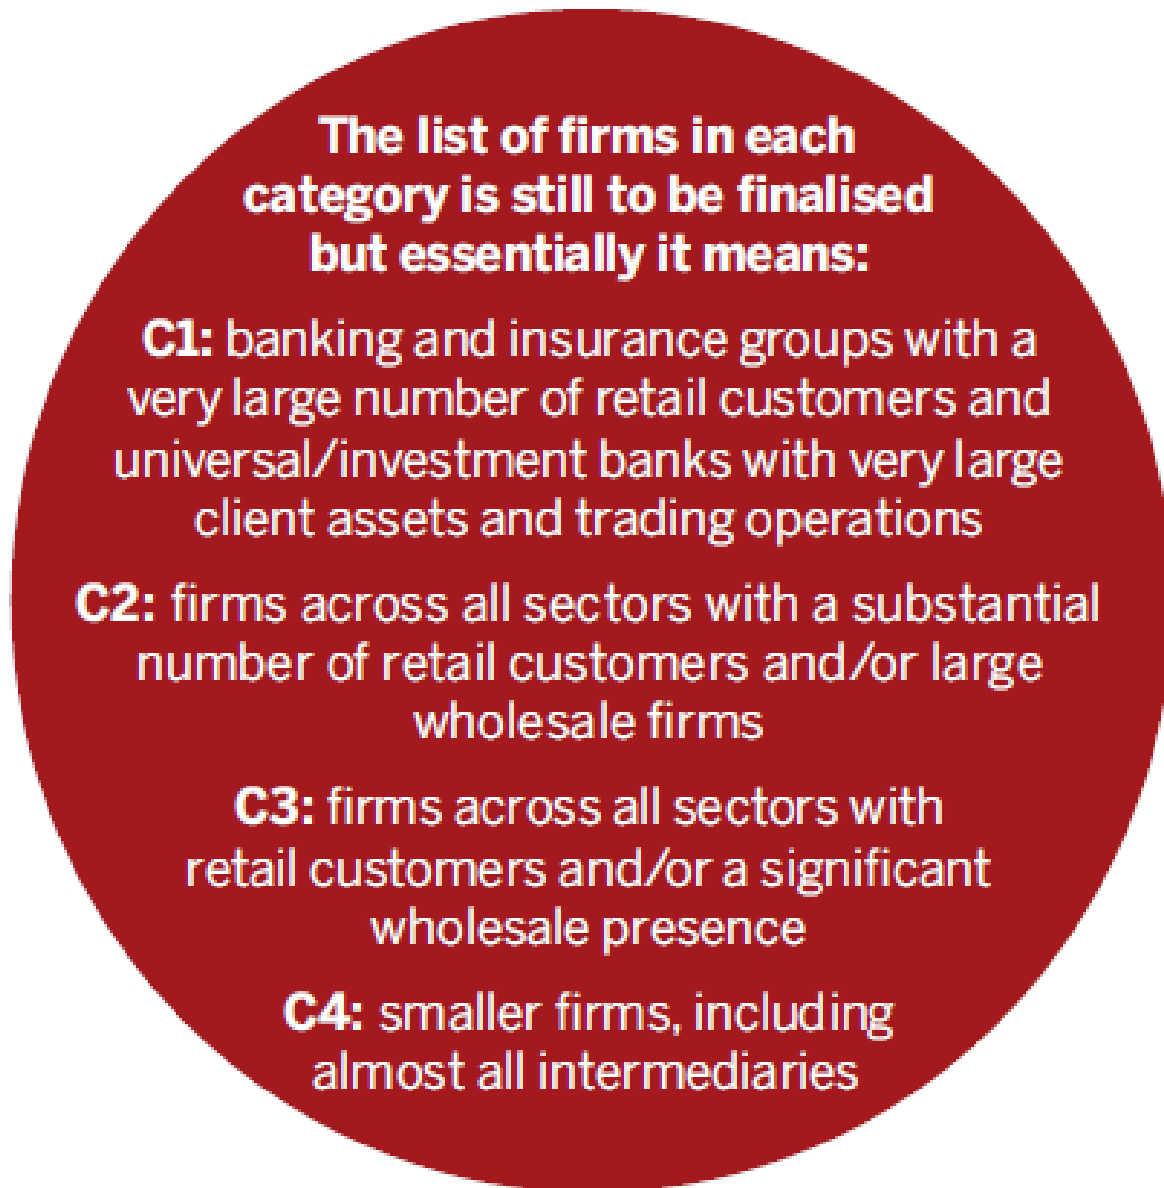 The list of firms in each
category is still to be finalised
but essentially it means:
C1: banking and insurance groups with a
very large number of retail customers and
universal/investment banks with very large
client assets and trading operations
C2: firms across all sectors with a substantial
number of retail customers and/or large
wholesale firms
C3: firms across all sectors with
retail customers and/or a significant
wholesale presence
C4: smaller firms, including
almost all intermediaries